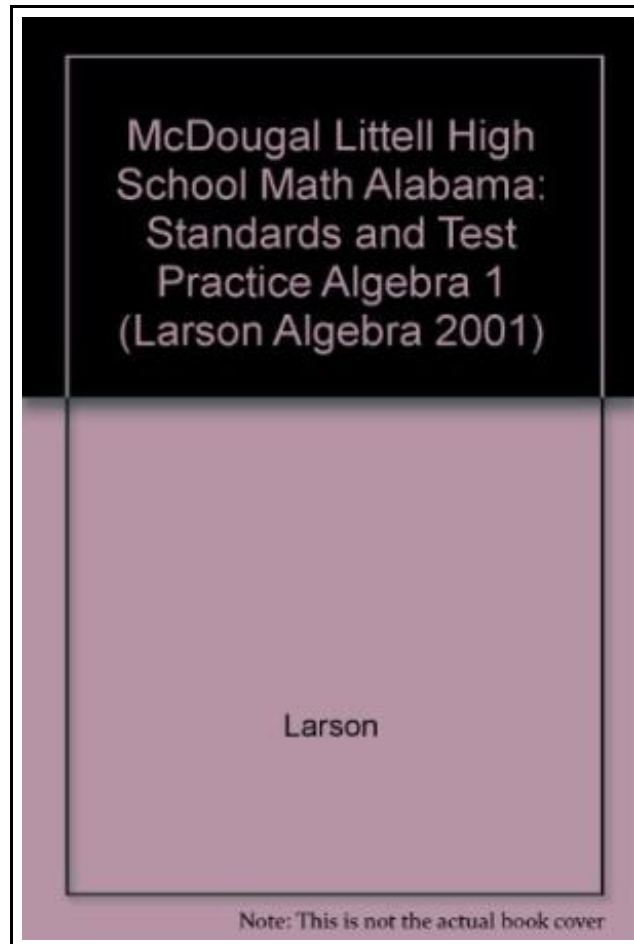 McDougal Littell High
School Math Alabama:
Standards and Test
Practice Algebra 1
(Larson Algebra 2001)
Larson
Note: This is not the actual book cover